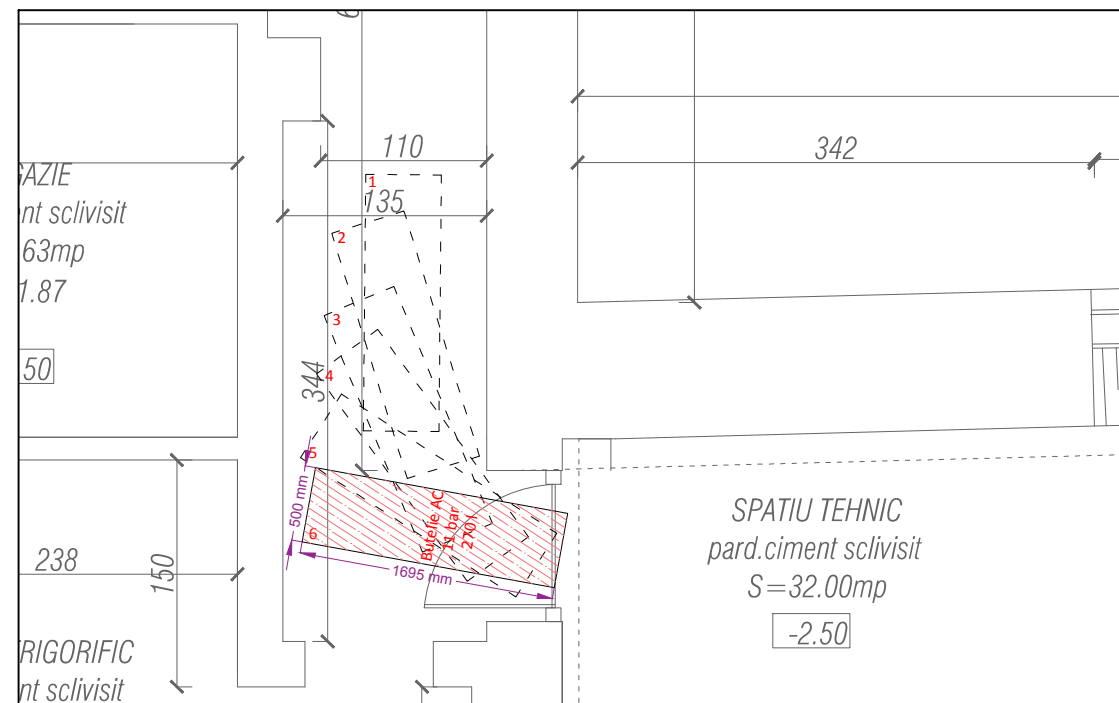 110
342
GAZIE
1
135
nt sclivisit
63mp
2
1.87
3
50
4
344
5
500 mm
6
Butelie AC
11 bar
270 l
1695 mm
SPATIU TEHNIC
pard.ciment sclivisit
S=32.00mp
-2.50
238
150
RIGORIFIC
nt sclivisit